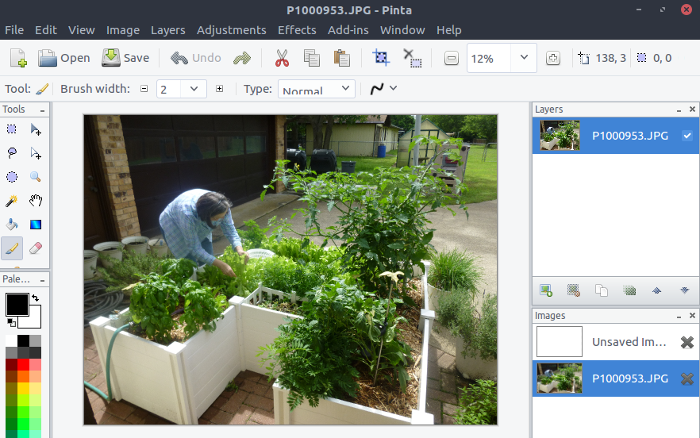 P1000953.JPG - Pinta
File Edit View Image Layers Adjustments Effects Add-ins Window Help
Open Save Undo 12% 138, 3 0, 0
Tool: Brush width: 2 Type: Normal
Tools
Layers
P1000953.JPG
Pale...
Images
Unsaved Im...
P1000953.JPG